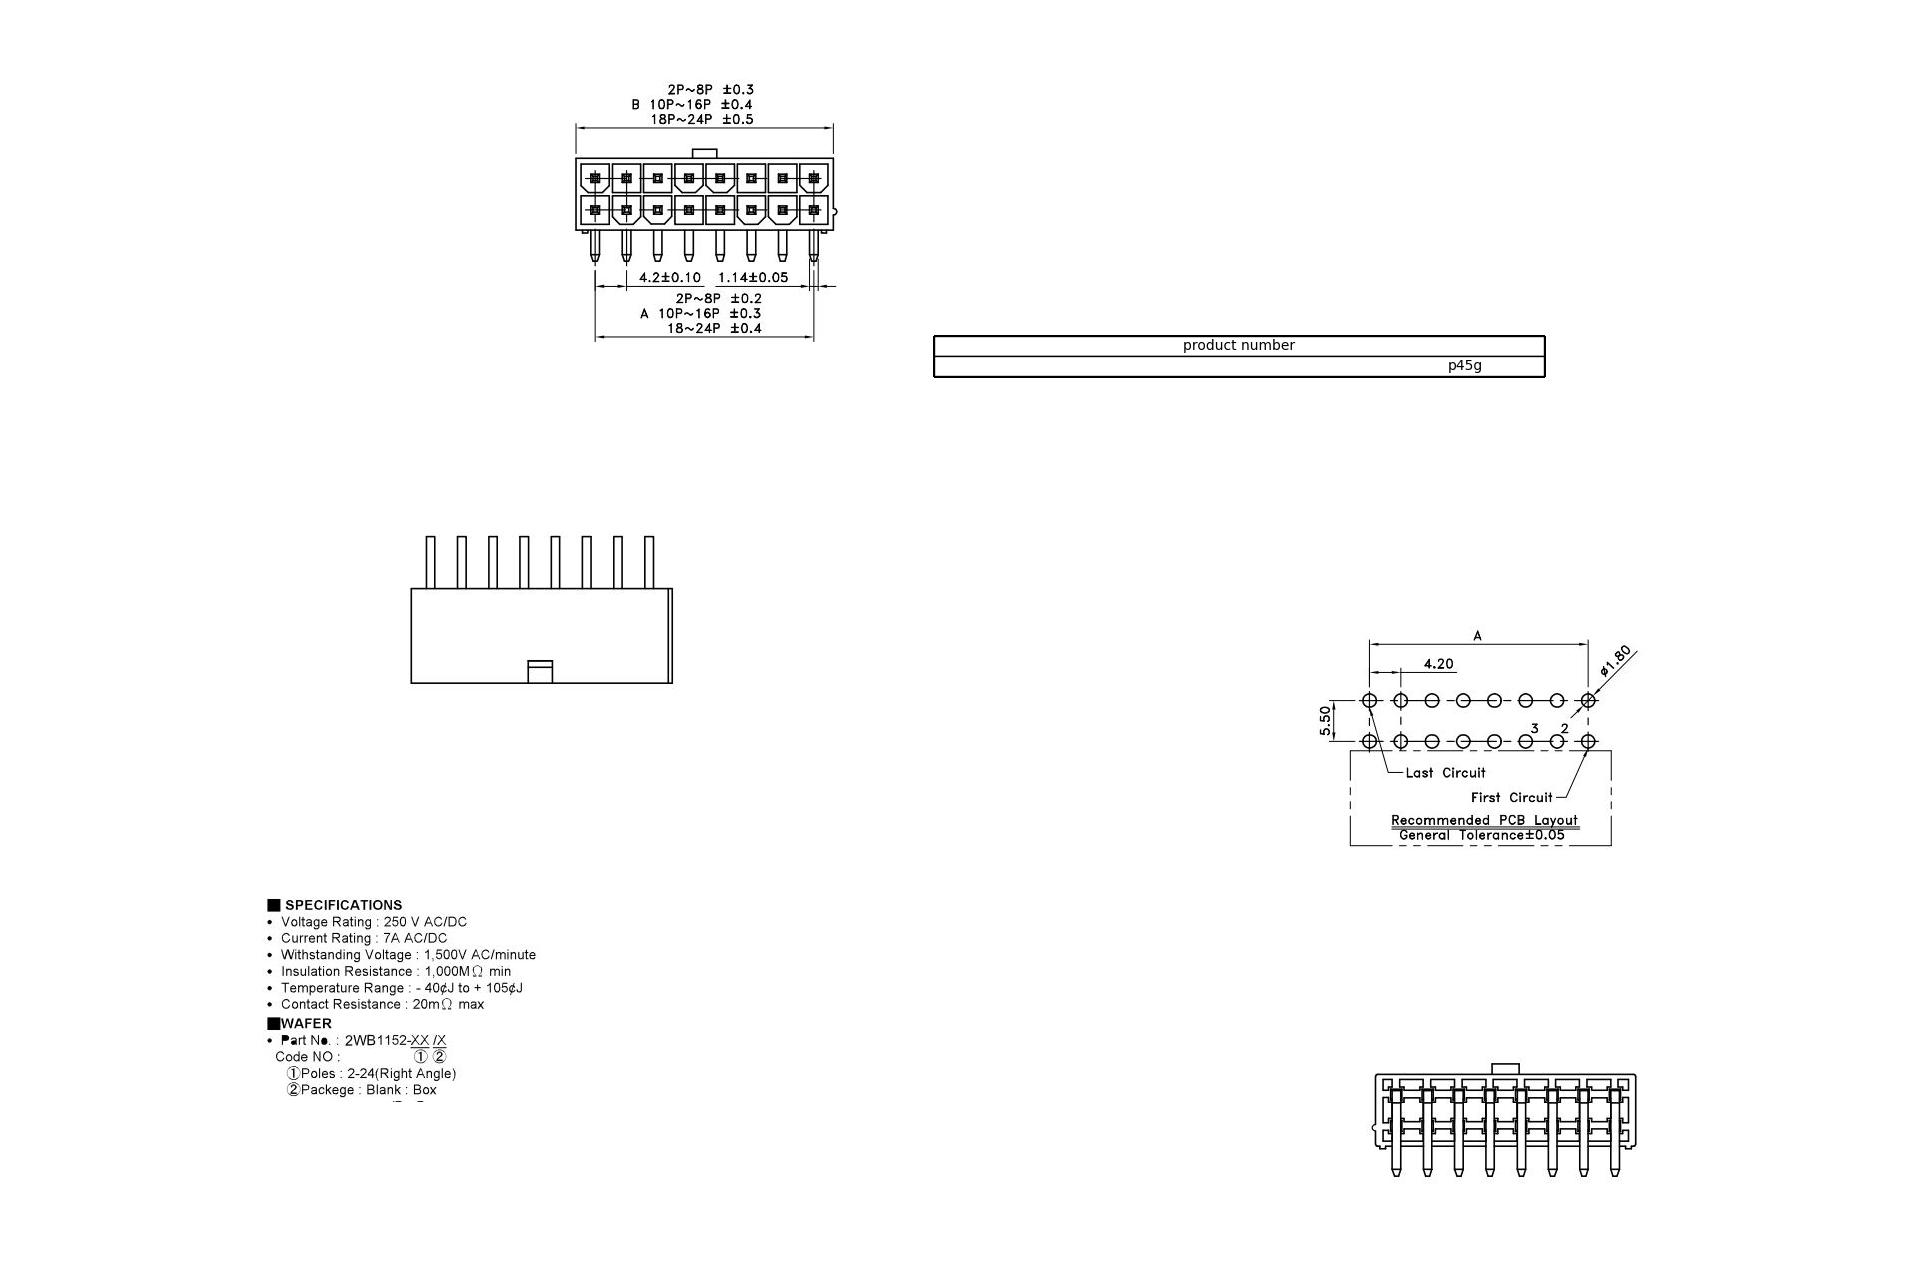 2P~8P ±0.3
B 10P~16P ±0.4
18P~24P ±0.5
4.2±0.10 1.14±0.05
2P~8P ±0.2
A 10P~16P ±0.3
18~24P ±0.4
product number
p45g
A
4.20
ø1.80
5.50
3 2
Last Circuit
First Circuit
Recommended PCB Layout
General Tolerance±0.05
■ SPECIFICATIONS
• Voltage Rating : 250 V AC/DC
• Current Rating : 7A AC/DC
• Withstanding Voltage : 1,500V AC/minute
• Insulation Resistance : 1,000MΩ min
• Temperature Range : - 40¢J to + 105¢J
• Contact Resistance : 20mΩ max
■WAFER
• Part No. : 2WB1152-XX /X
Code NO : ① ②
①Poles : 2-24(Right Angle)
②Packege : Blank : Box